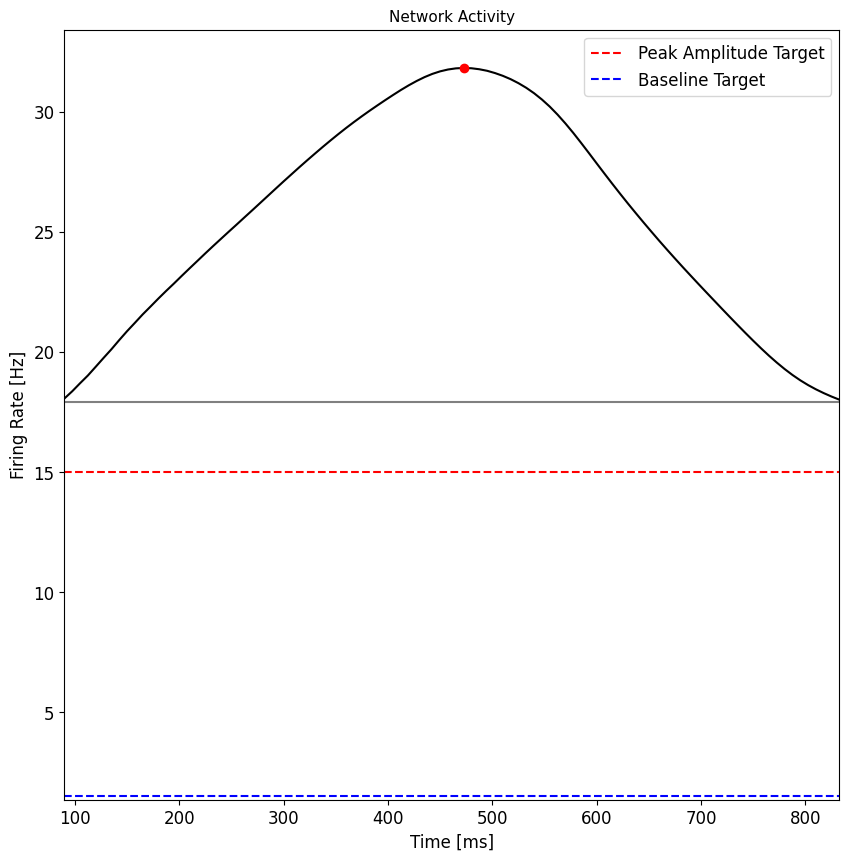 Network Activity
Peak Amplitude Target
Baseline Target
Firing Rate [Hz]
30
25
20
15
10
5
100 200 300 400 500 600 700 800
Time [ms]